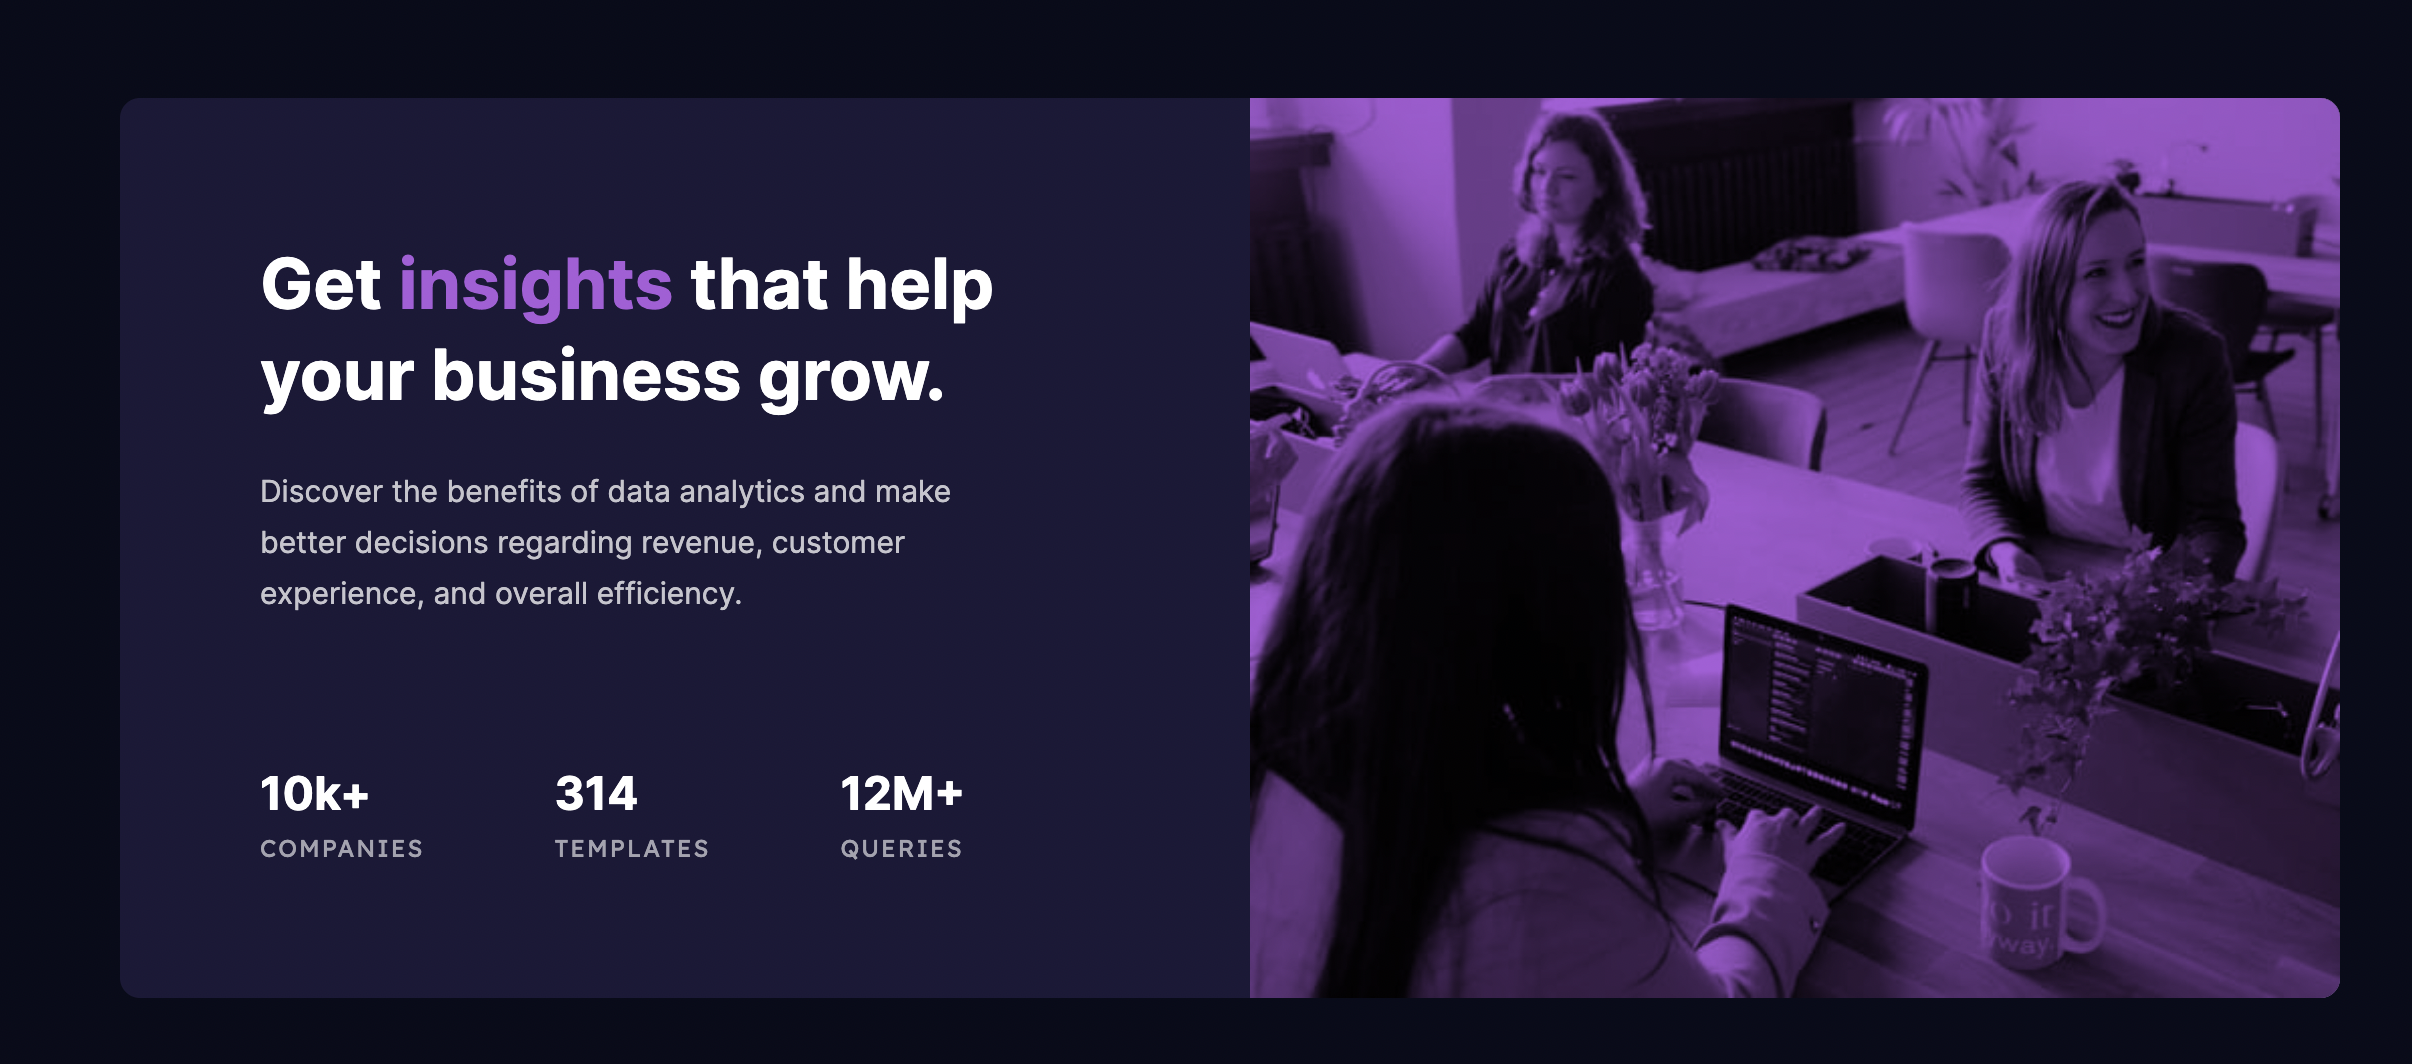 Get insights that help
your business grow.
Discover the benefits of data analytics and make
better decisions regarding revenue, customer
experience, and overall efficiency.
10k+ 314 12M+
COMPANIES TEMPLATES QUERIES